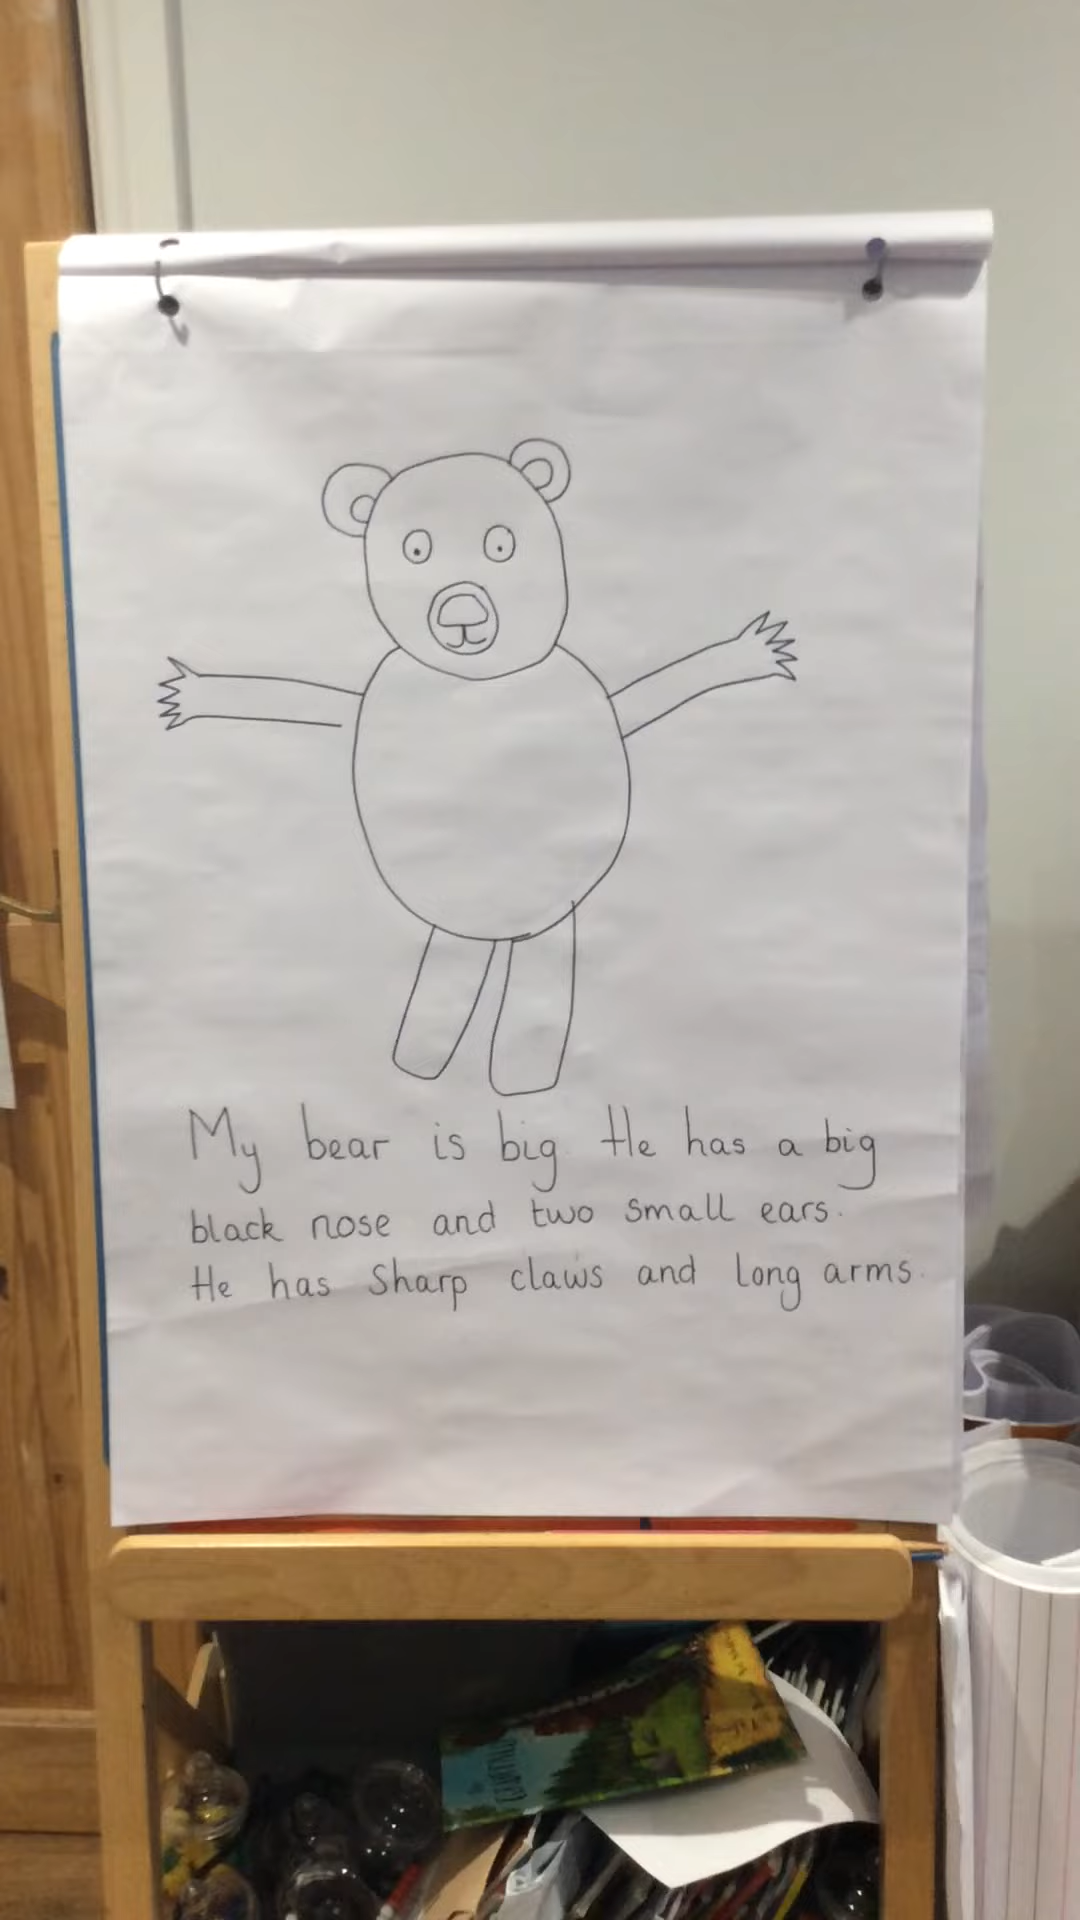 My bear is big. He has a big
black nose and two small ears.
He has Sharp claws and long arms.